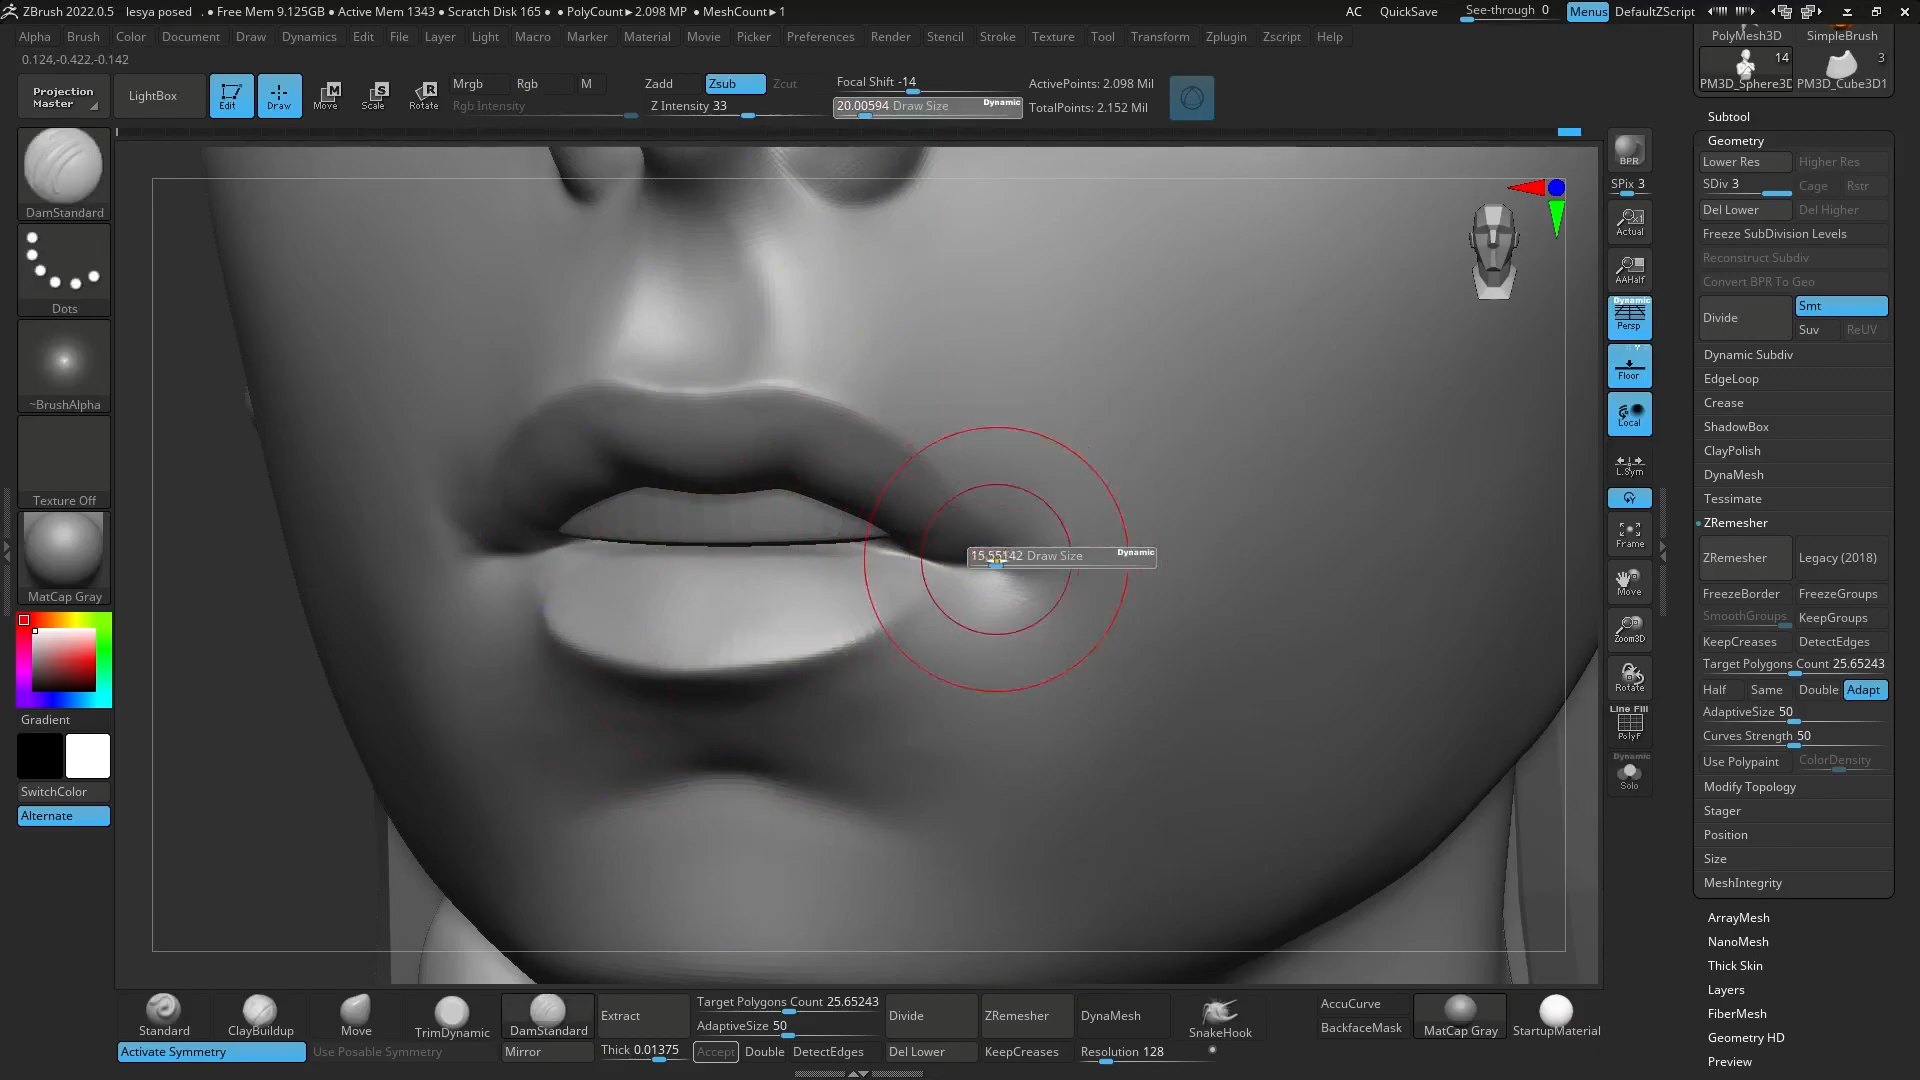 ZBrush 2022.0.5 lesya posed . ● Free Mem 9.125GB ● Active Mem 1343 ● Scratch Disk 165 ● ● PolyCount► 2.098 MP ● MeshCount► 1
AC QuickSave See-through 0 Menus DefaultZScript
Alpha Brush Color Document Draw Dynamics Edit File Layer Light Macro Marker Material Movie Picker Preferences Render Stencil Stroke Texture Tool Transform Zplugin Zscript Help
0.124,-0.422,-0.142
Projection Master
LightBox
Edit
Draw
Move
Scale
Rotate
Mrgb Rgb M
Rgb Intensity
Zadd Zsub Zcut
Z Intensity 33
Focal Shift -14
20.00594 Draw Size Dynamic
ActivePoints: 2.098 Mil
TotalPoints: 2.152 Mil
DamStandard
Dots
~BrushAlpha
Texture Off
MatCap Gray
Gradient
SwitchColor
Alternate
15.55142 Draw Size Dynamic
BPR
SPix 3
Actual
AAHalf
Dynamic
Persp
Floor
Local
L.Sym
Frame
Move
Zoom3D
Rotate
Line Fill
PolyF
Dynamic
Solo
PolyMesh3D SimpleBrush
14 3
PM3D_Sphere3D PM3D_Cube3D1
Subtool
Geometry
Lower Res Higher Res
SDiv 3 Cage Rstr
Del Lower Del Higher
Freeze SubDivision Levels
Reconstruct Subdiv
Convert BPR To Geo
Divide Smt
Suv ReUV
Dynamic Subdiv
EdgeLoop
Crease
ShadowBox
ClayPolish
DynaMesh
Tessimate
ZRemesher
ZRemesher Legacy (2018)
FreezeBorder FreezeGroups
SmoothGroups KeepGroups
KeepCreases DetectEdges
Target Polygons Count 25.65243
Half Same Double Adapt
AdaptiveSize 50
Curves Strength 50
Use Polypaint ColorDensity
Modify Topology
Stager
Position
Size
MeshIntegrity
ArrayMesh
NanoMesh
Thick Skin
Layers
FiberMesh
Geometry HD
Preview
Standard ClayBuildup Move TrimDynamic DamStandard Extract
Target Polygons Count 25.65243
AdaptiveSize 50
Divide ZRemesher DynaMesh SnakeHook
AccuCurve
BackfaceMask
MatCap Gray StartupMaterial
Activate Symmetry Use Posable Symmetry Mirror Thick 0.01375 Accept Double DetectEdges Del Lower KeepCreases Resolution 128